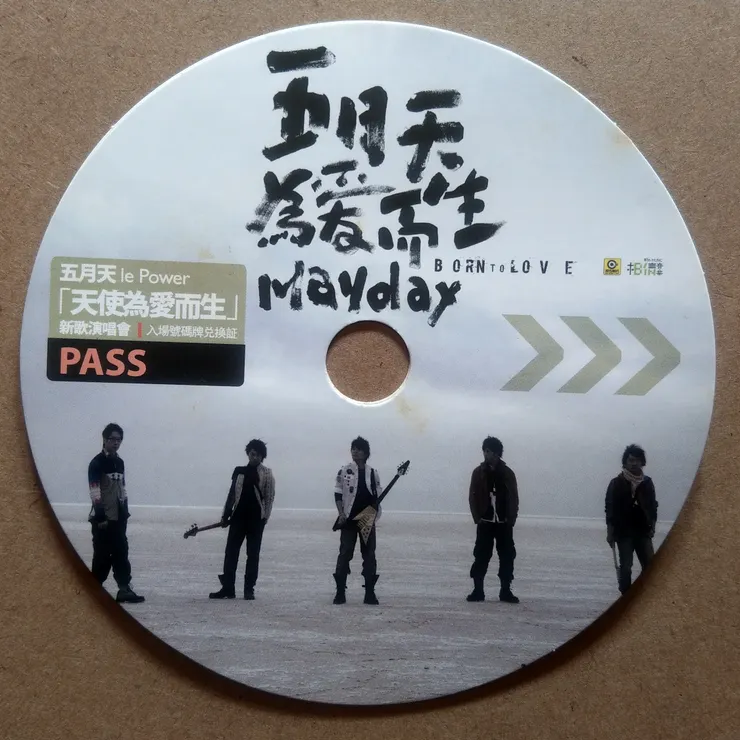 五月天
為愛而生
Mayday
BORN TO LOVE
五月天 le Power
「天使為愛而生」
新歌演唱會 | 入場號碼牌兌換証
PASS